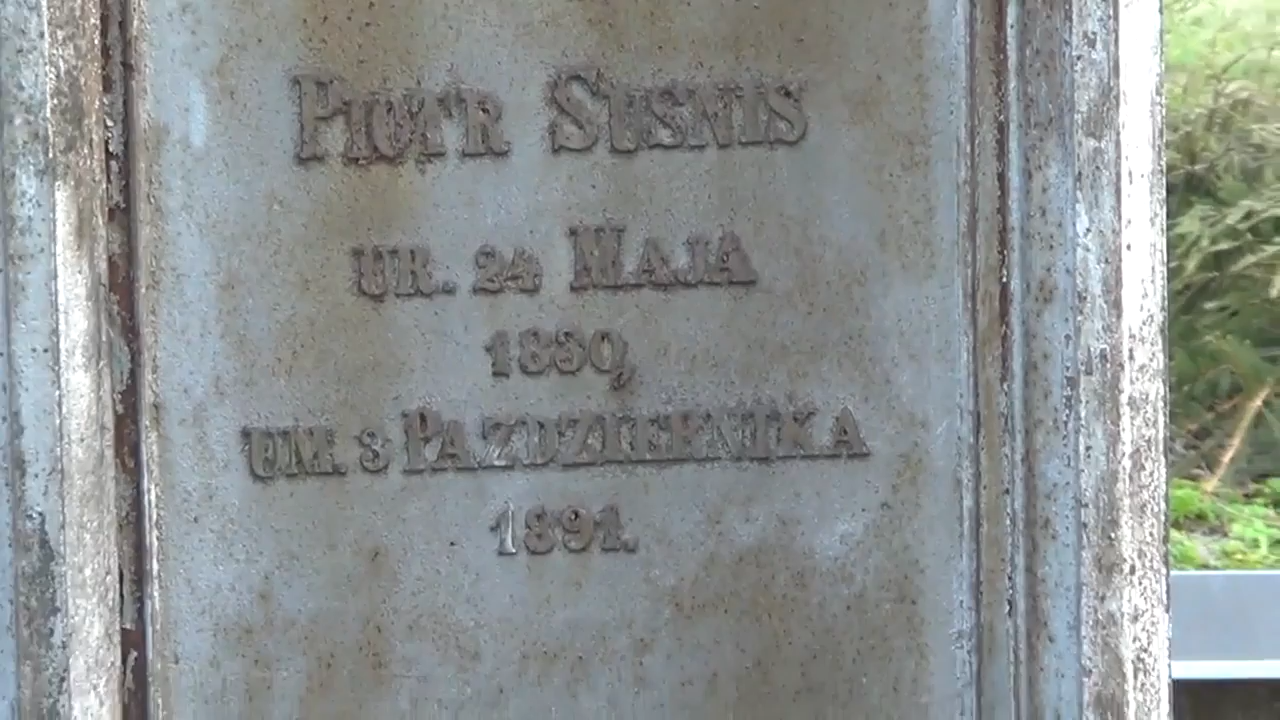 PIOTR SUSNIS
UR. 24 MAJA
1830,
UM. 3 PAZDZIERNIKA
1891.